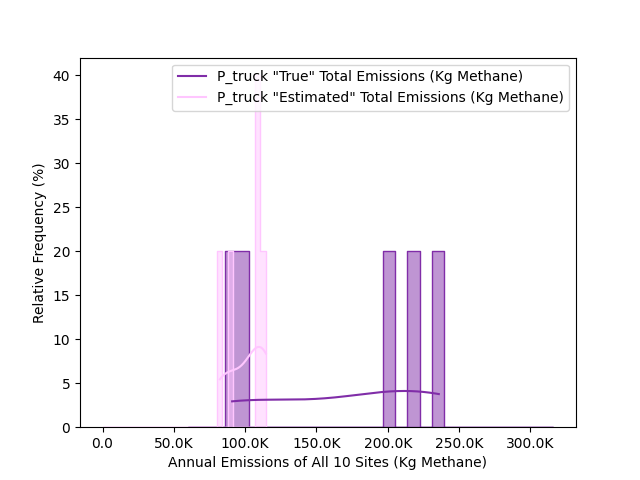 P_truck "True" Total Emissions (Kg Methane)
P_truck "Estimated" Total Emissions (Kg Methane)
Relative Frequency (%)
40
35
30
25
20
15
10
5
0
0.0 50.0K 100.0K 150.0K 200.0K 250.0K 300.0K
Annual Emissions of All 10 Sites (Kg Methane)